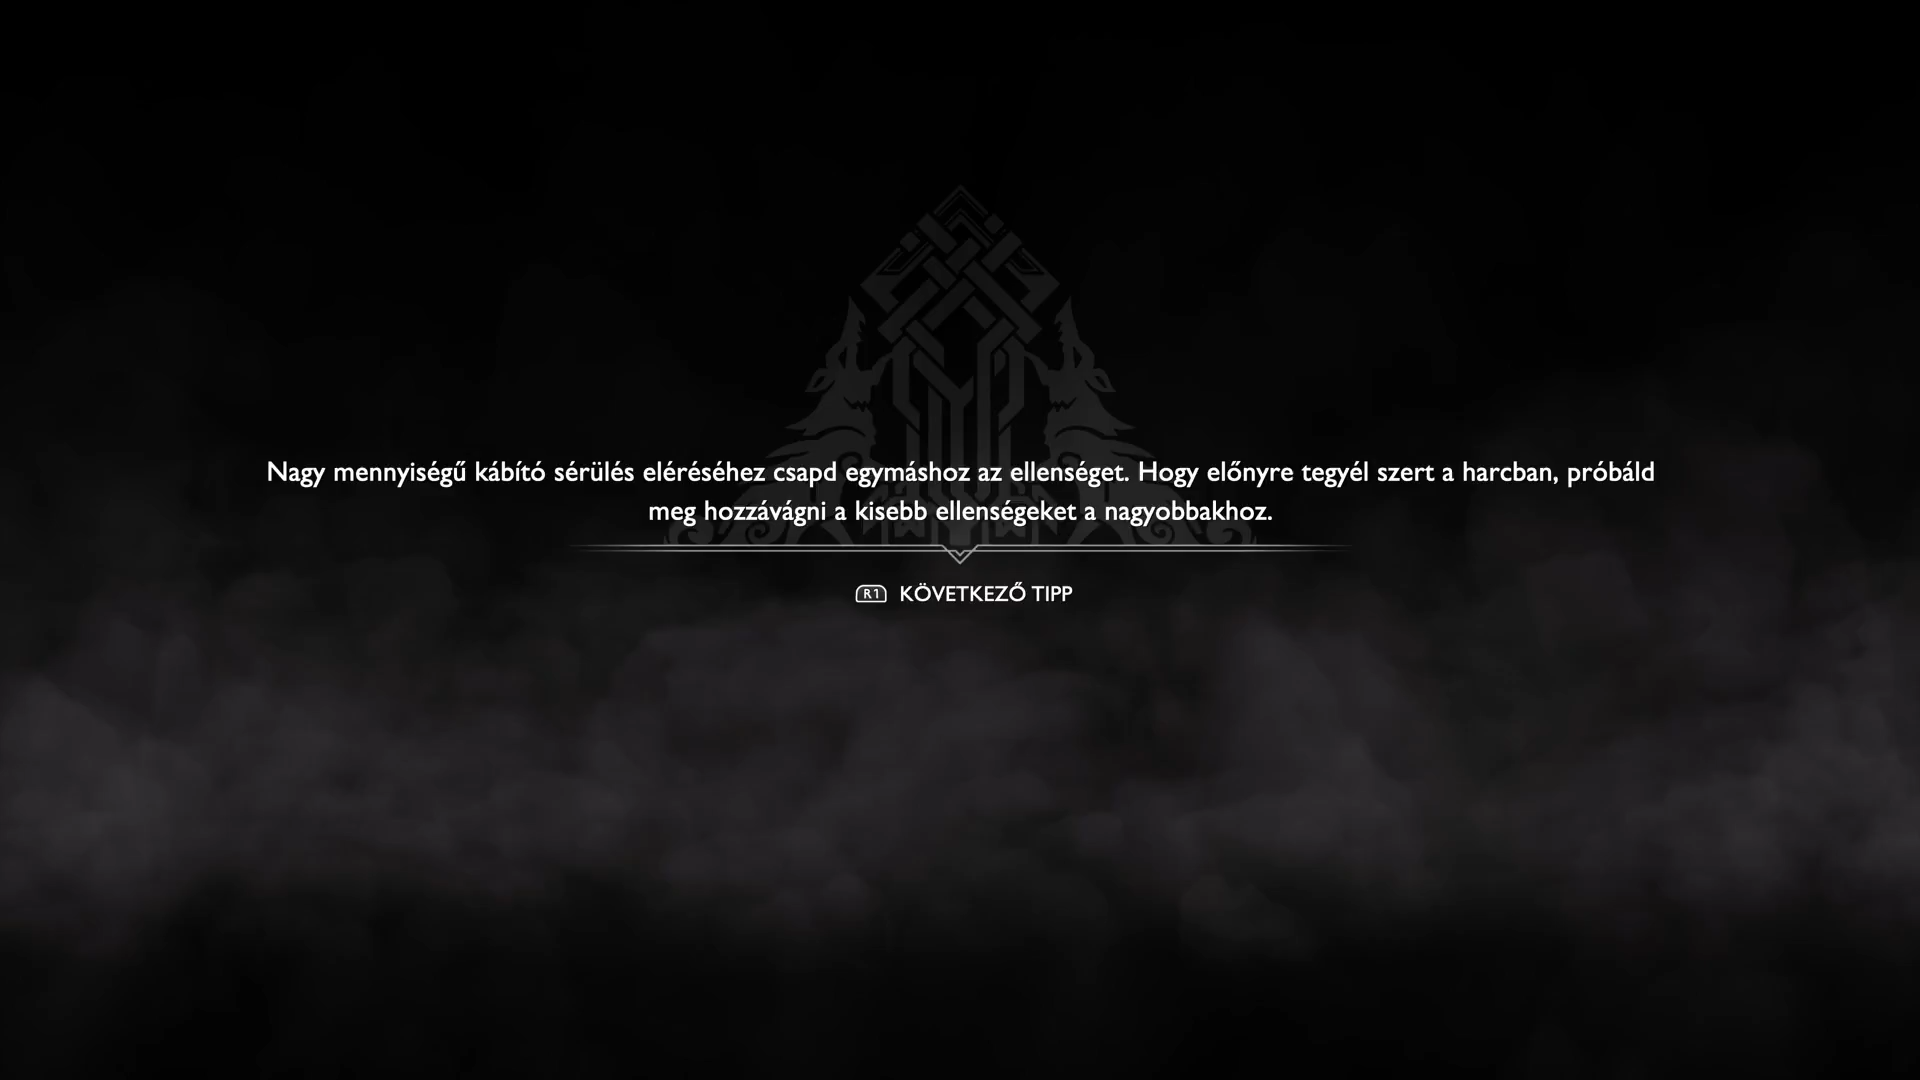 Nagy mennyiségű kábító sérülés eléréséhez csapd egymáshoz az ellenséget. Hogy előnyre tegyél szert a harcban, próbáld
meg hozzávágni a kisebb ellenségeket a nagyobbakhoz.
R1 KÖVETKEZŐ TIPP